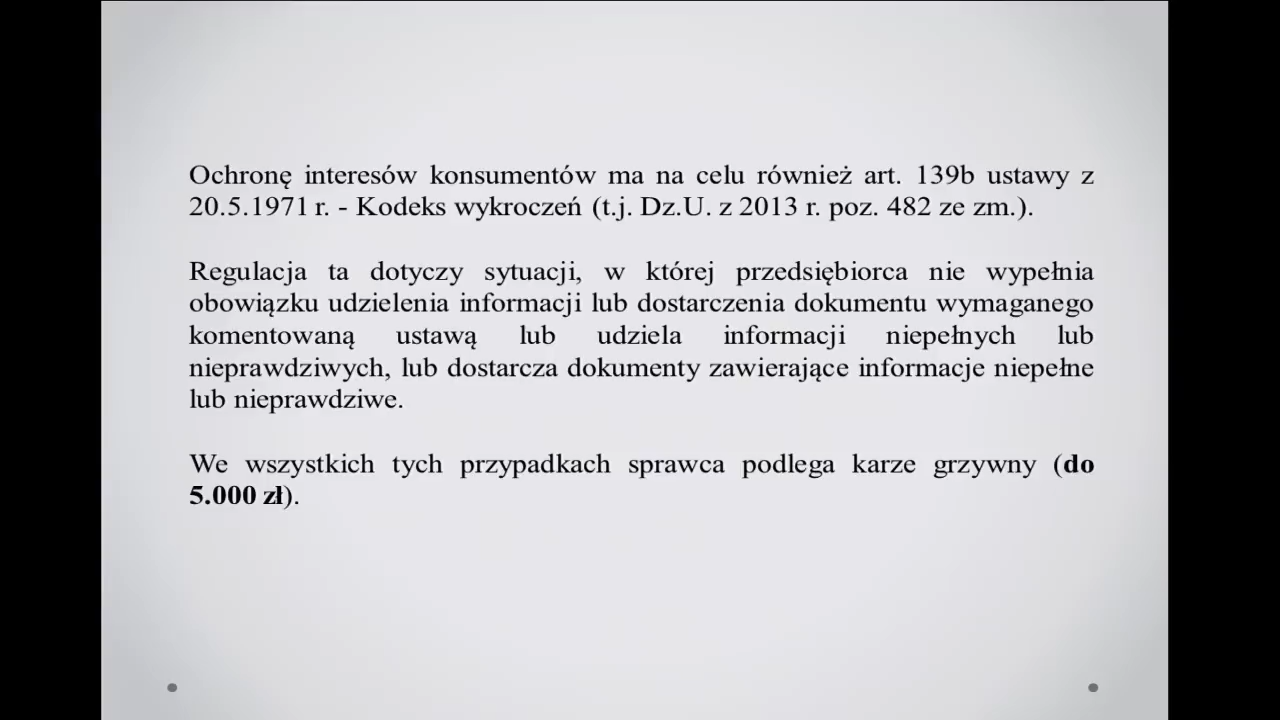 Ochronę interesów konsumentów ma na celu również art. 139b ustawy z
20.5.1971 r. - Kodeks wykroczeń (t.j. Dz.U. z 2013 r. poz. 482 ze zm.).
Regulacja ta dotyczy sytuacji, w której przedsiębiorca nie wypełnia
obowiązku udzielenia informacji lub dostarczenia dokumentu wymaganego
komentowaną ustawą lub udziela informacji niepełnych lub
nieprawdziwych, lub dostarcza dokumenty zawierające informacje niepełne
lub nieprawdziwe.
We wszystkich tych przypadkach sprawca podlega karze grzywny (do
5.000 zł).